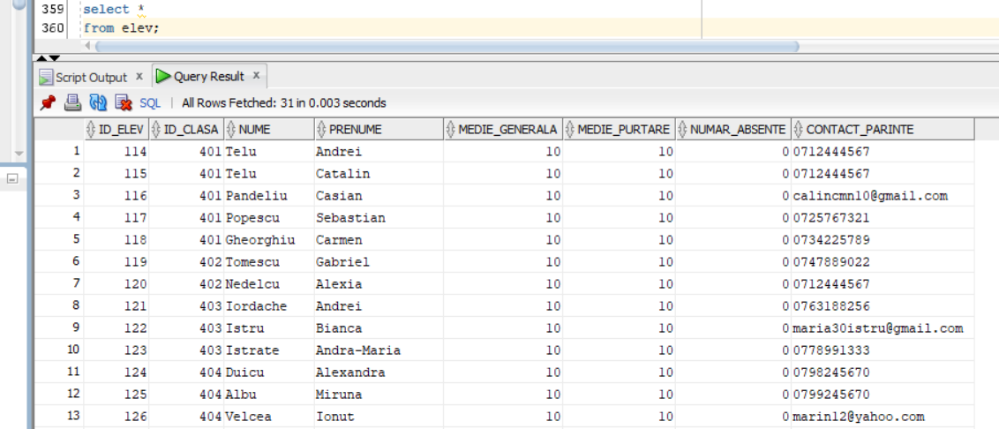 359 select *
360 from elev;
Script Output x Query Result x
SQL | All Rows Fetched: 31 in 0.003 seconds
ID_ELEV ID_CLASA NUME PRENUME MEDIE_GENERALA MEDIE_PURTARE NUMAR_ABSENTE CONTACT_PARINTE
1 114 401 Telu Andrei 10 10 0 0712444567
2 115 401 Telu Catalin 10 10 0 0712444567
3 116 401 Pandeliu Casian 10 10 0 calincmn10@gmail.com
4 117 401 Popescu Sebastian 10 10 0 0725767321
5 118 401 Gheorghiu Carmen 10 10 0 0734225789
6 119 402 Tomescu Gabriel 10 10 0 0747889022
7 120 402 Nedelcu Alexia 10 10 0 0712444567
8 121 403 Iordache Andrei 10 10 0 0763188256
9 122 403 Istru Bianca 10 10 0 maria30istru@gmail.com
10 123 403 Istrate Andra-Maria 10 10 0 0778991333
11 124 404 Duicu Alexandra 10 10 0 0798245670
12 125 404 Albu Miruna 10 10 0 0799245670
13 126 404 Velcea Ionut 10 10 0 marin12@yahoo.com